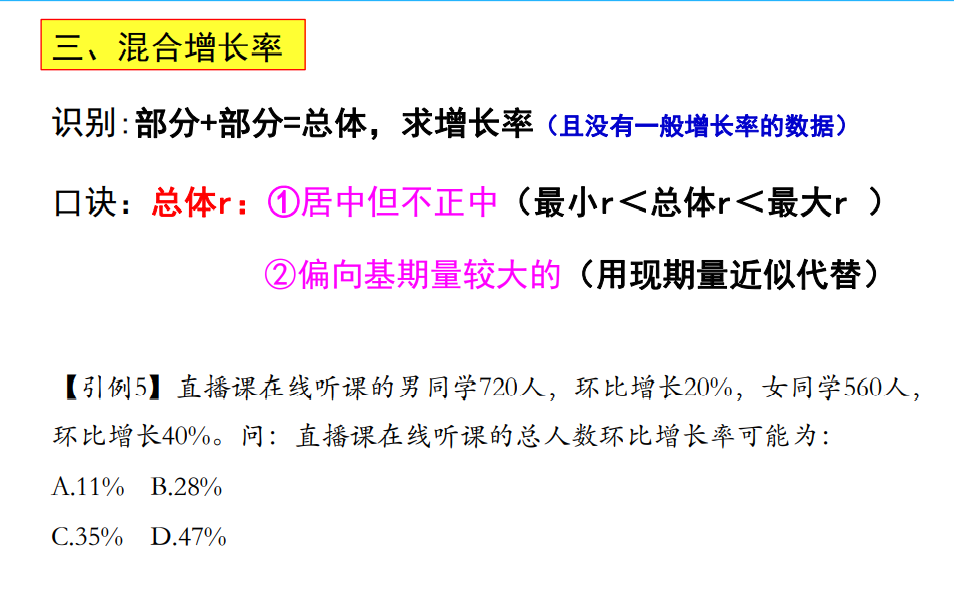 三、混合增长率
识别:部分+部分=总体，求增长率（且没有一般增长率的数据）
口诀：总体r：①居中但不正中（最小r＜总体r＜最大r ）
②偏向基期量较大的（用现期量近似代替）
【引例5】直播课在线听课的男同学720人，环比增长20%，女同学560人，
环比增长40%。问：直播课在线听课的总人数环比增长率可能为：
A.11% B.28%
C.35% D.47%